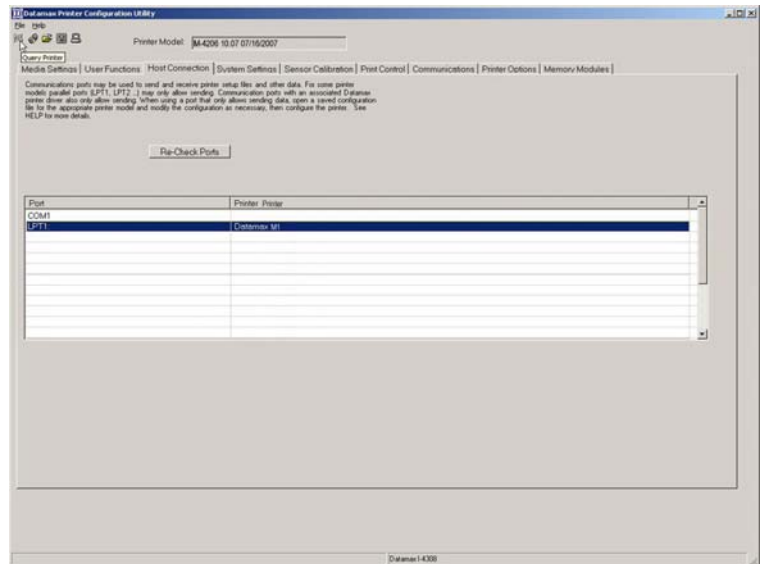 Datamax Printer Configuration Utility
File Help
Printer Model: M-4206 10.07 07/16/2007
Query Printer
Media Settings User Functions Host Connection System Settings Sensor Calibration Print Control Communications Printer Options Memory Modules
Communications ports may be used to send and receive printer setup files and other data. For some printer
models parallel ports (LPT1, LPT2 ...) may only allow sending. Communication ports with an associated Datamax
printer driver also only allow sending. When using a port that only allows sending data, open a saved configuration
file for the appropriate printer model and modify the configuration as necessary, then configure the printer. See
HELP for more details.
Re-Check Ports
Port Printer Printer
COM1
LPT1: Datamax M1
Datamax I-4308